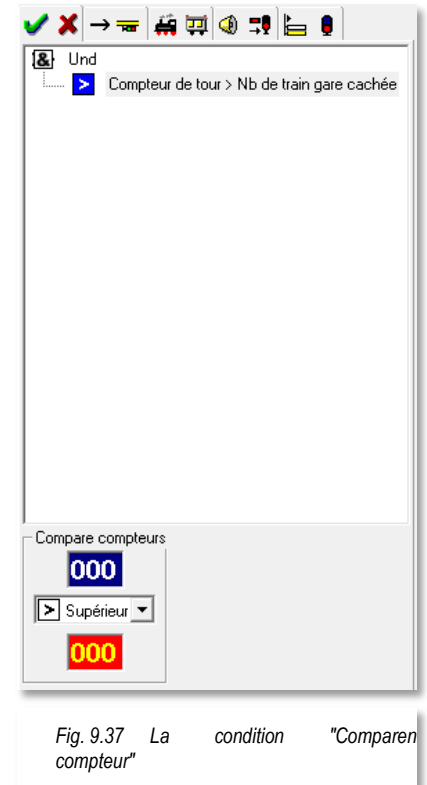 & Und
> Compteur de tour > Nb de train gare cachée
Compare compteurs
000
> Supérieur
000
Fig. 9.37 La condition "Comparen
compteur"